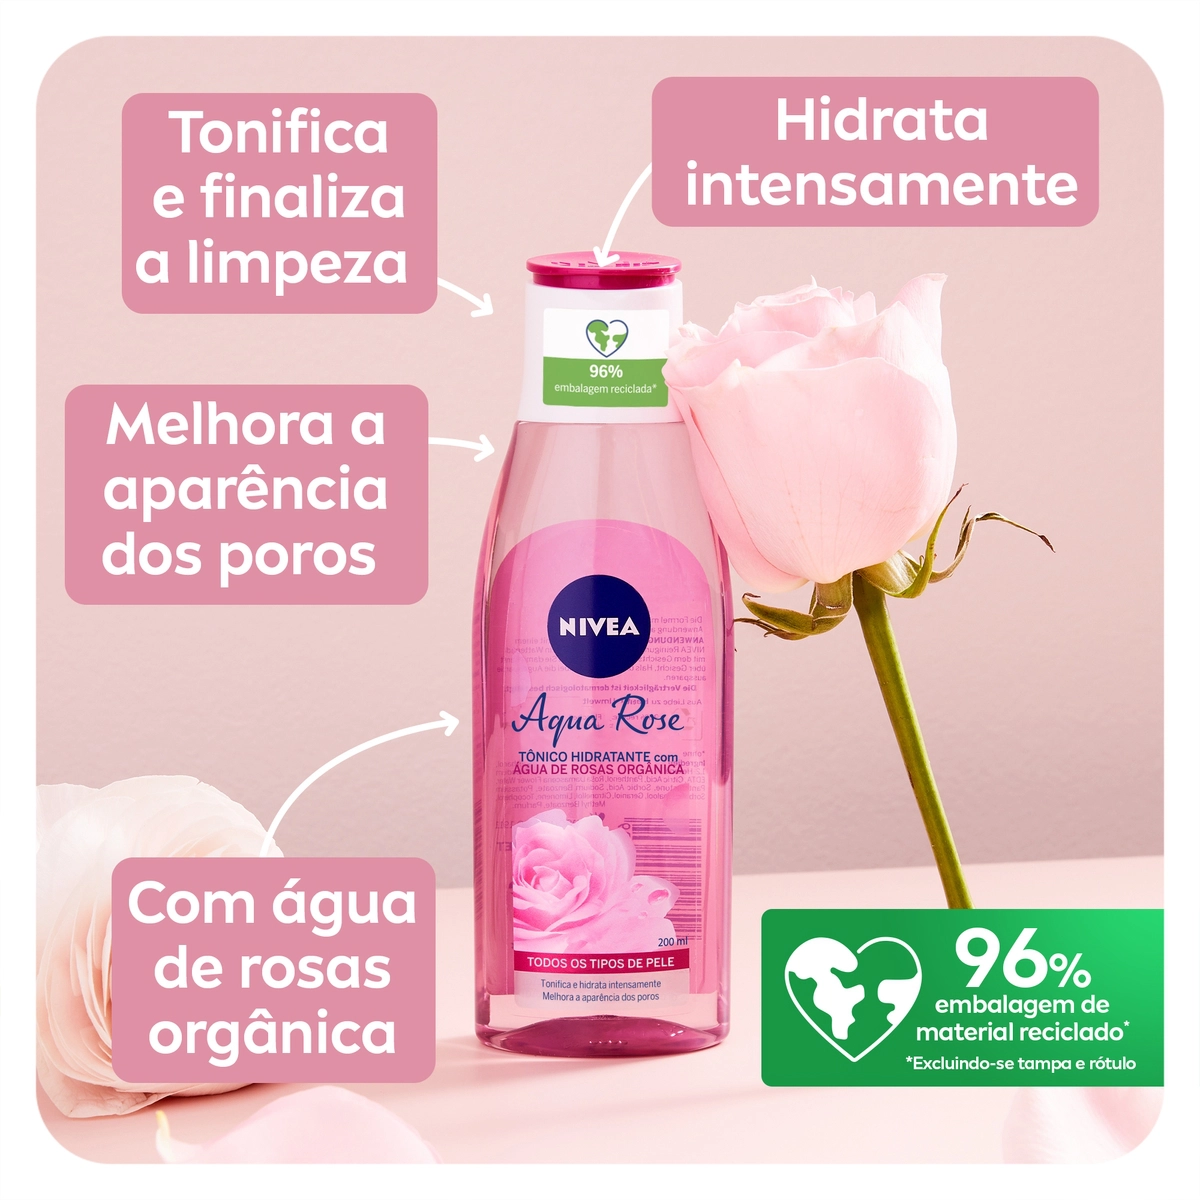 Tonifica
e finaliza
a limpeza
Hidrata
intensamente
Melhora a
aparência
dos poros
Com água
de rosas
orgânica
96%
embalagem reciclada*
NIVEA
Aqua Rose
TÔNICO HIDRATANTE com
ÁGUA DE ROSAS ORGÂNICA
200 ml
TODOS OS TIPOS DE PELE
Tonifica e hidrata intensamente
Melhora a aparência dos poros
96%
embalagem de
material reciclado*
*Excluindo-se tampa e rótulo